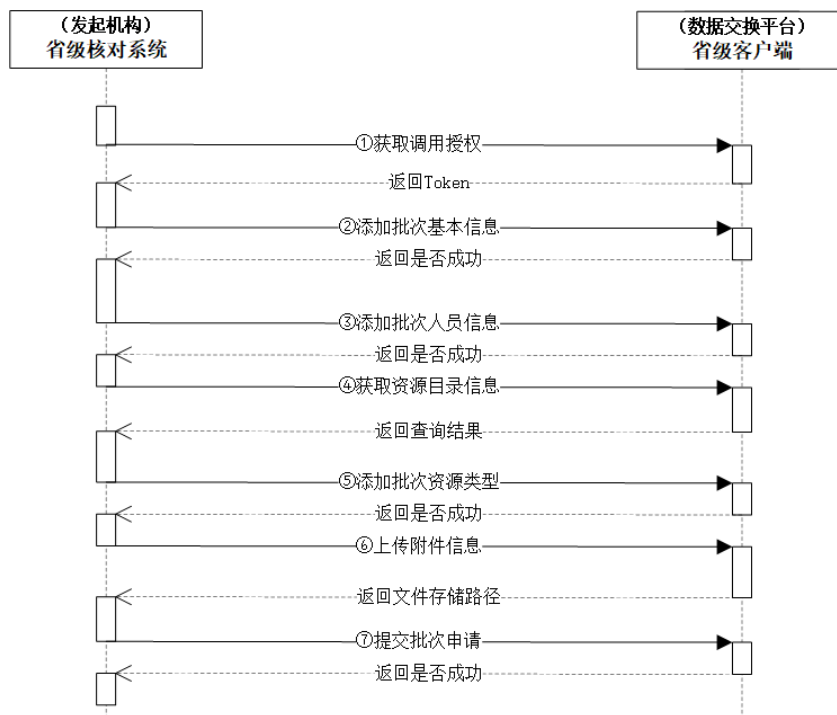 （发起机构）
省级核对系统
（数据交换平台）
省级客户端
①获取调用授权
返回Token
②添加批次基本信息
返回是否成功
③添加批次人员信息
返回是否成功
④获取资源目录信息
返回查询结果
⑤添加批次资源类型
返回是否成功
⑥上传附件信息
返回文件存储路径
⑦提交批次申请
返回是否成功